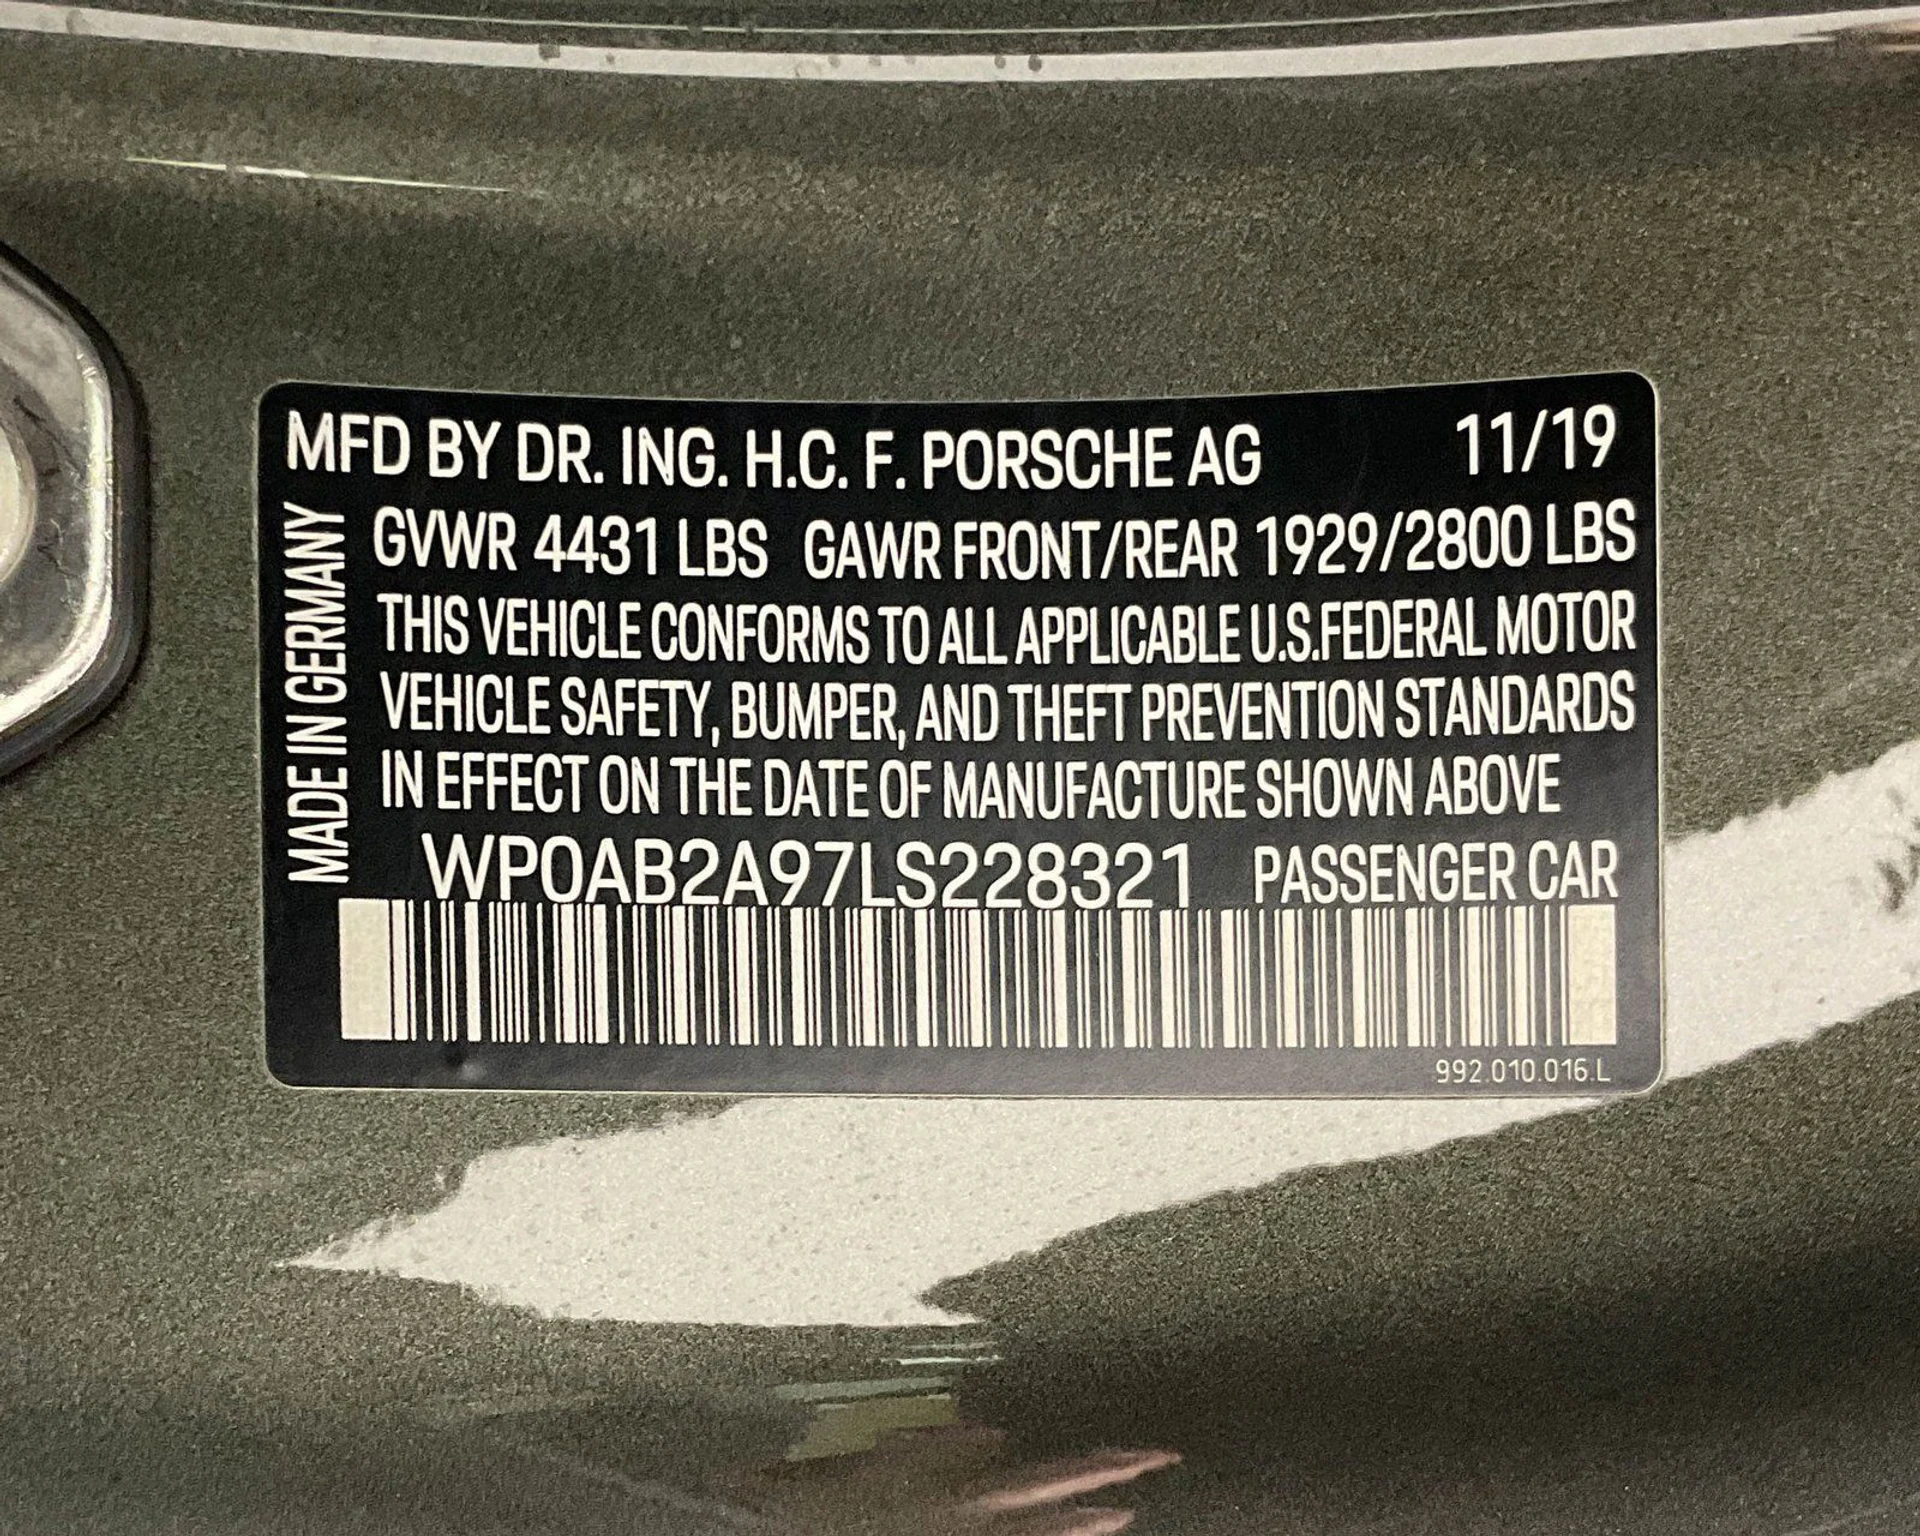 MFD BY DR. ING. H.C. F. PORSCHE AG 11/19
GVWR 4431 LBS GAWR FRONT/REAR 1929/2800 LBS
THIS VEHICLE CONFORMS TO ALL APPLICABLE U.S.FEDERAL MOTOR
VEHICLE SAFETY, BUMPER, AND THEFT PREVENTION STANDARDS
IN EFFECT ON THE DATE OF MANUFACTURE SHOWN ABOVE
WP0AB2A97LS228321 PASSENGER CAR
MADE IN GERMANY
992.010.016.L